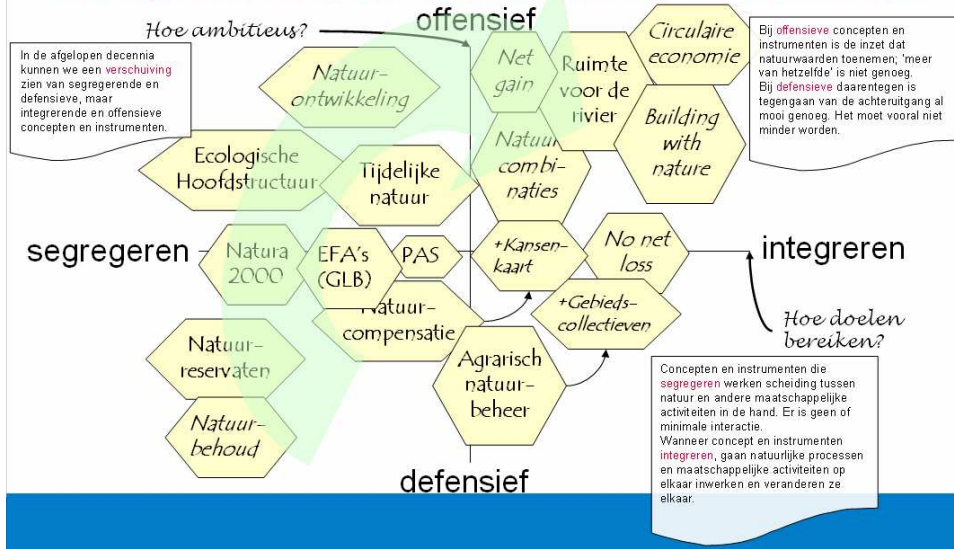 offensief
Hoe ambitieus?
In de afgelopen decennia
kunnen we een verschuiving
zien van segregerende en
defensieve, maar
integrerende en offensieve
concepten en instrumenten.
Natuur-
ontwikkeling
Net
gain
Ruimte
voor de
rivier
Circulaire
economie
Bij offensieve concepten en
instrumenten is de inzet dat
natuurwaarden toenemen; 'meer
van hetzelfde' is niet genoeg.
Bij defensieve daarentegen is
tegengaan van de achteruitgang al
mooi genoeg. Het moet vooral niet
minder worden.
Ecologische
Hoofdstructuur
Tijdelijke
natuur
Natuur
combi-
naties
Building
with
nature
segregeren
Natura
2000
EFA's
(GLB)
PAS
+Kansen-
kaart
No net
loss
integreren
Natuur-
compensatie
+Gebieds-
collectieven
Hoe doelen
bereiken?
Natuur-
reservaten
Agrarisch
natuur-
beheer
Natuur-
behoud
Concepten en instrumenten die
segregeren werken scheiding tussen
natuur en andere maatschappelijke
activiteiten in de hand. Er is geen of
minimale interactie.
Wanneer concept en instrumenten
integreren, gaan natuurlijke processen
en maatschappelijke activiteiten op
elkaar inwerken en veranderen ze
elkaar.
defensief